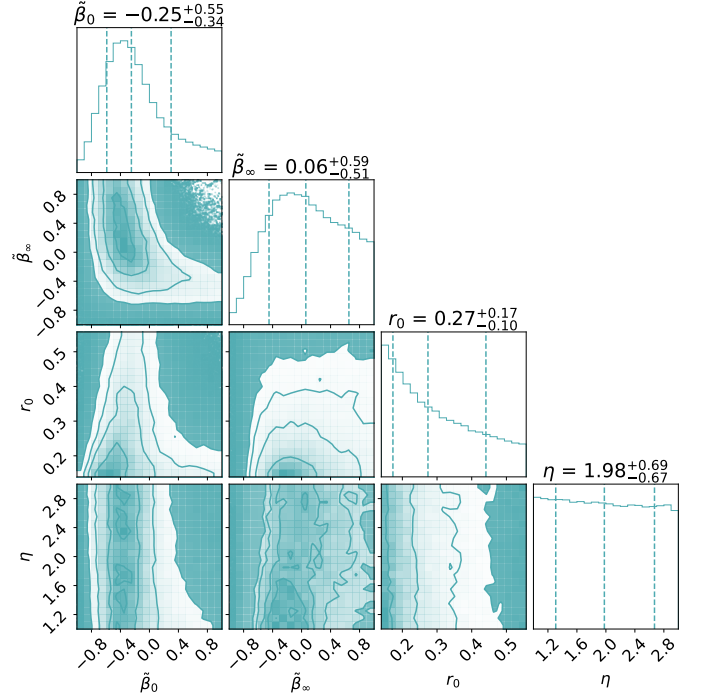 β̃₀ = −0.25⁺⁰·⁵⁵₋₀.₃₄
β̃∞ = 0.06⁺⁰·⁵⁹₋₀.₅₁
r₀ = 0.27⁺⁰·¹⁷₋₀.₁₀
η = 1.98⁺⁰·⁶⁹₋₀.₆₇
β̃∞
0.8
0.4
0.0
−0.4
−0.8
r₀
0.5
0.4
0.3
0.2
η
2.8
2.4
2.0
1.6
1.2
−0.8 −0.4 0.0 0.4 0.8
−0.8 −0.4 0.0 0.4 0.8
0.2 0.3 0.4 0.5
1.2 1.6 2.0 2.4 2.8
β̃₀
β̃∞
r₀
η